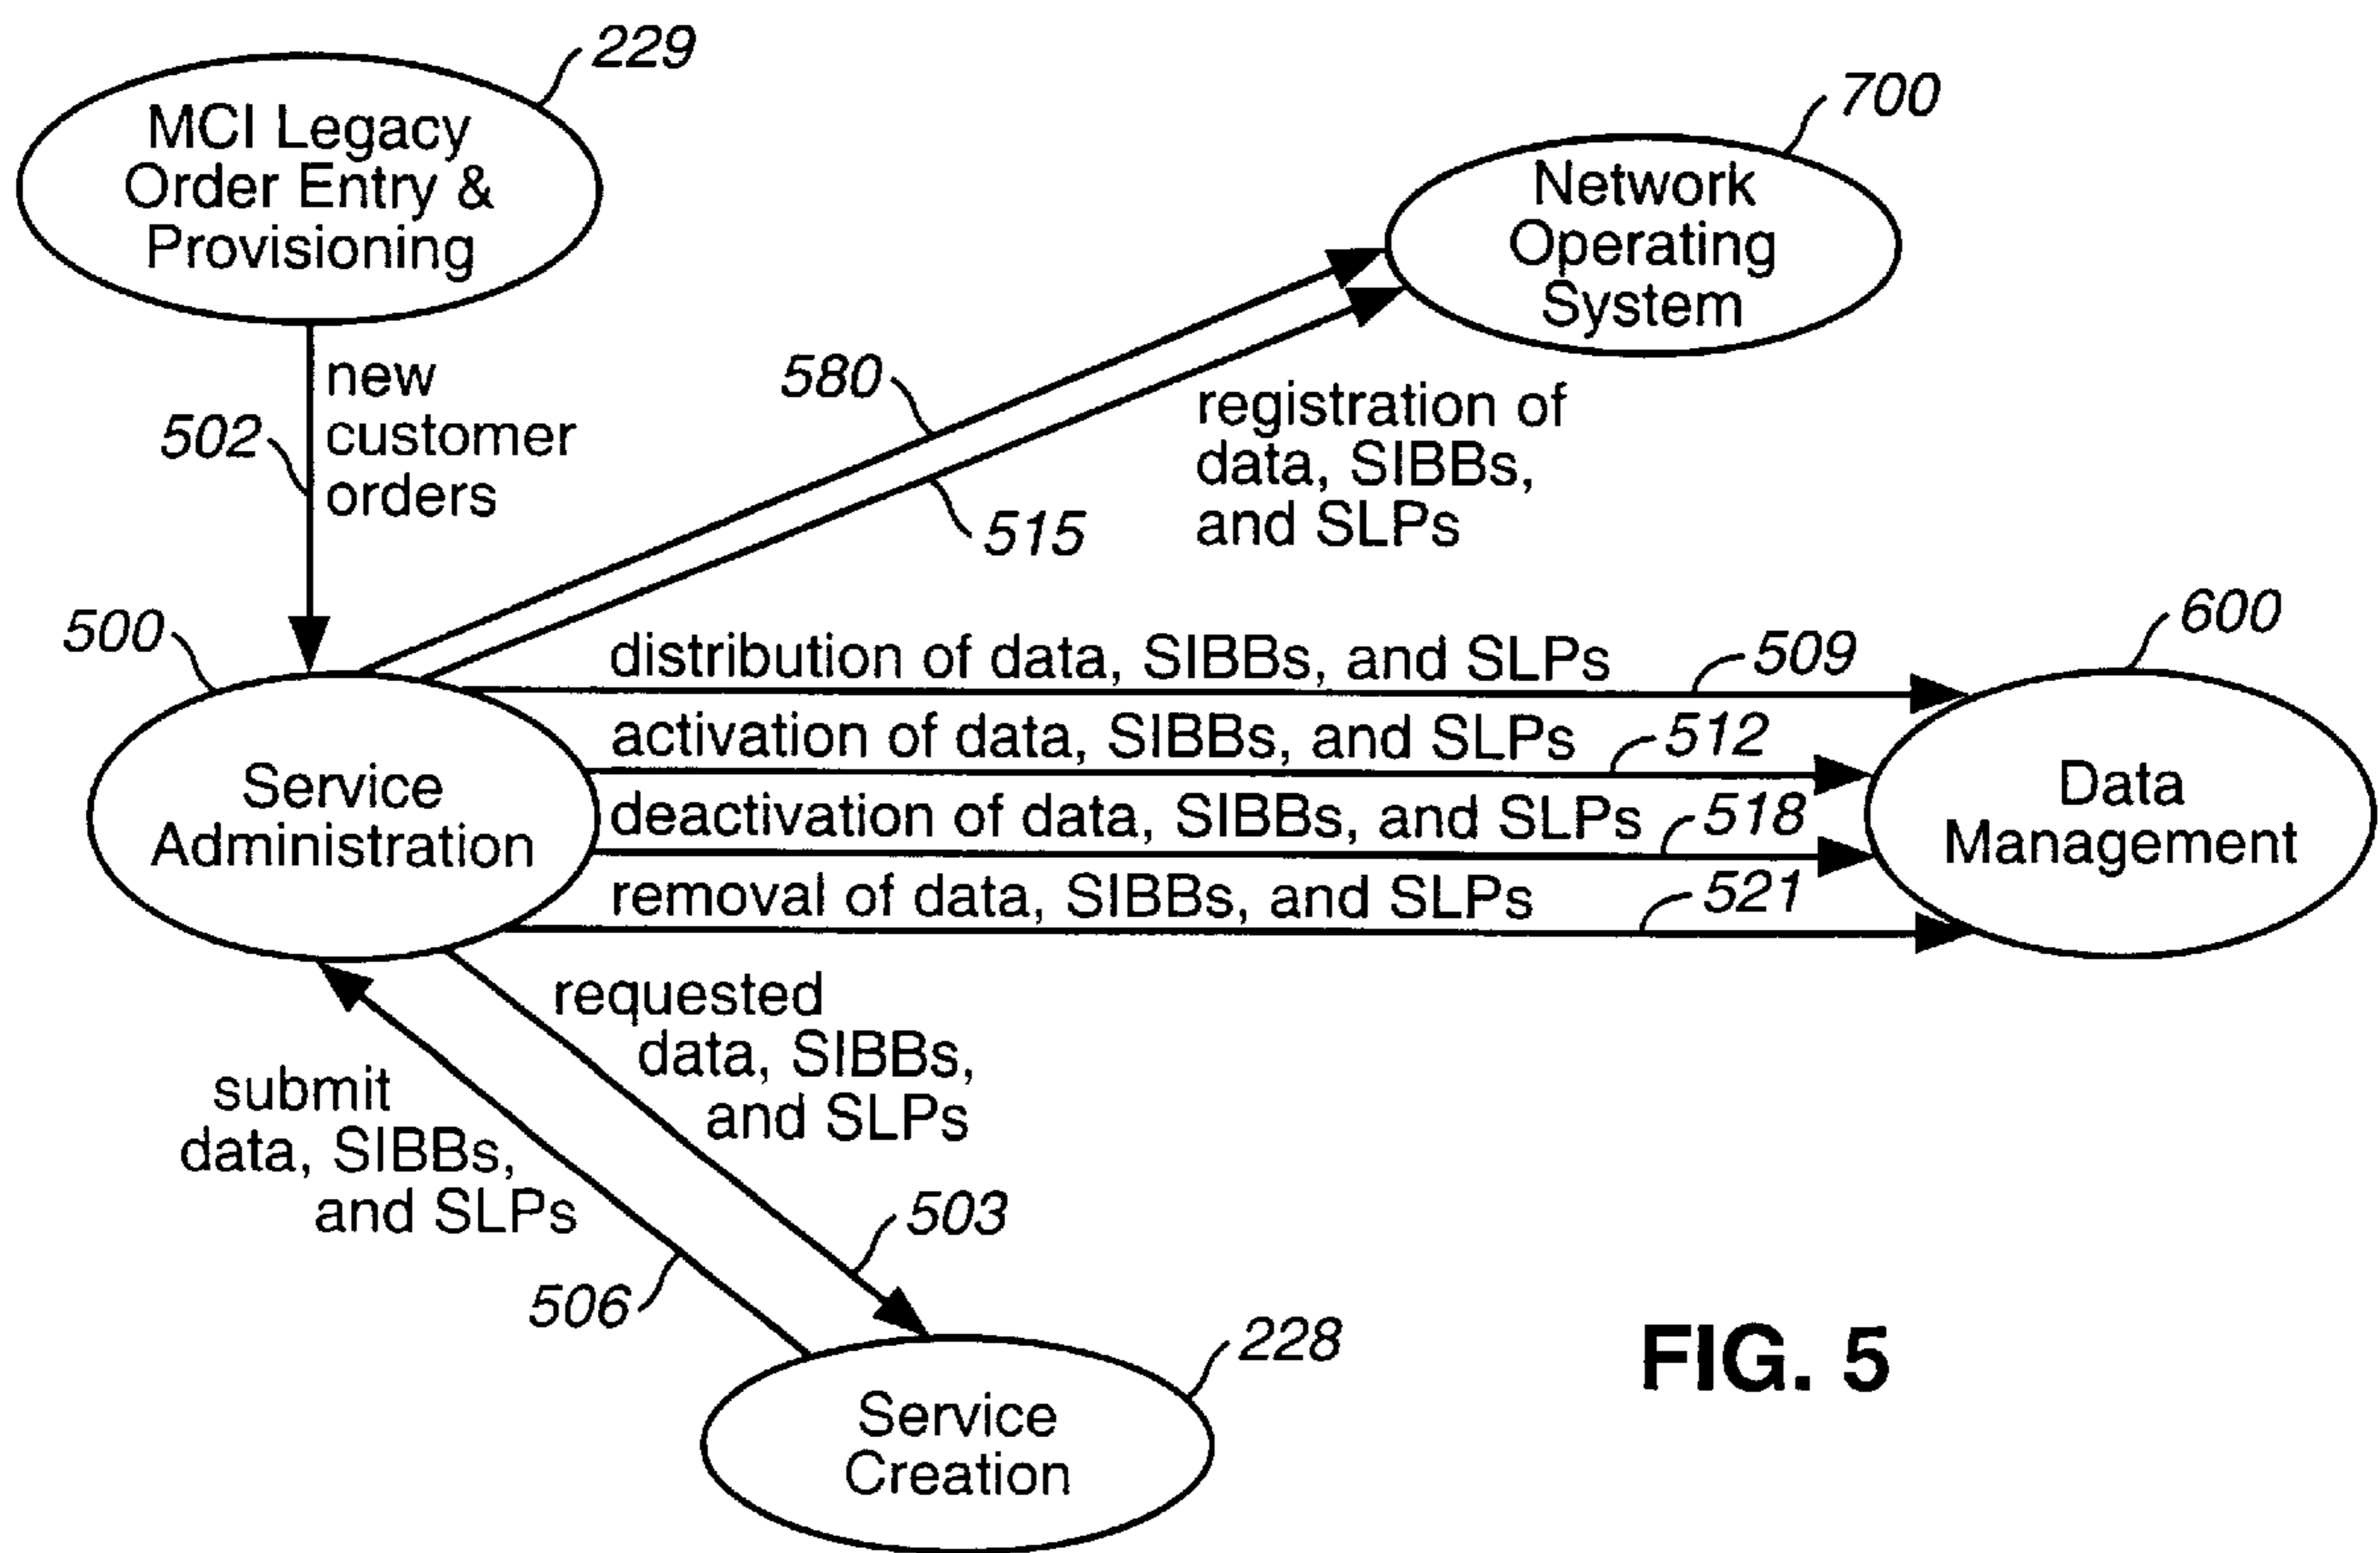 229
MCI Legacy
Order Entry &
Provisioning
700
Network
Operating
System
new
customer
orders
502
580
515
registration of
data, SIBBs,
and SLPs
500
Service
Administration
distribution of data, SIBBs, and SLPs
509
activation of data, SIBBs, and SLPs
512
deactivation of data, SIBBs, and SLPs
518
removal of data, SIBBs, and SLPs
521
600
Data
Management
requested
data, SIBBs,
and SLPs
503
submit
data, SIBBs,
and SLPs
506
228
Service
Creation
FIG. 5